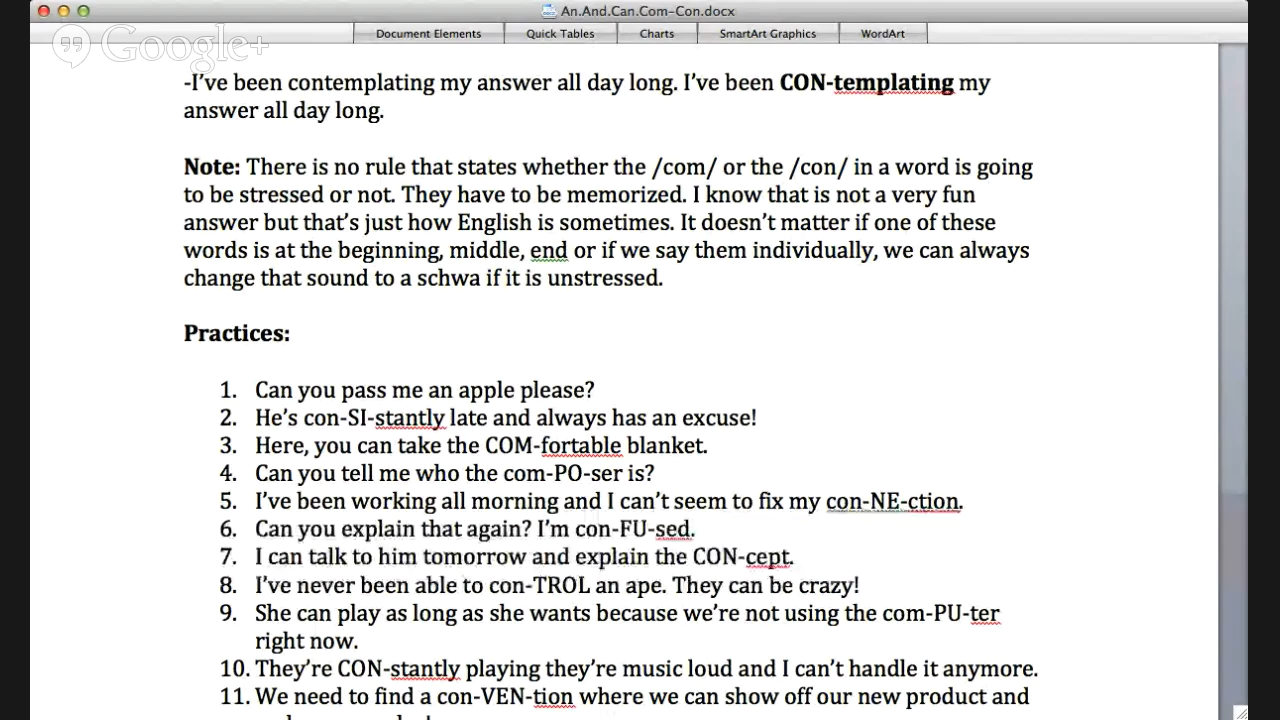 An.And.Can.Com-Con.docx
Document Elements Quick Tables Charts SmartArt Graphics WordArt
Google+
-I’ve been contemplating my answer all day long. I’ve been CON-templating my
answer all day long.
Note: There is no rule that states whether the /com/ or the /con/ in a word is going
to be stressed or not. They have to be memorized. I know that is not a very fun
answer but that’s just how English is sometimes. It doesn’t matter if one of these
words is at the beginning, middle, end or if we say them individually, we can always
change that sound to a schwa if it is unstressed.
Practices:
1. Can you pass me an apple please?
2. He’s con-SI-stantly late and always has an excuse!
3. Here, you can take the COM-fortable blanket.
4. Can you tell me who the com-PO-ser is?
5. I’ve been working all morning and I can’t seem to fix my con-NE-ction.
6. Can you explain that again? I’m con-FU-sed.
7. I can talk to him tomorrow and explain the CON-cept.
8. I’ve never been able to con-TROL an ape. They can be crazy!
9. She can play as long as she wants because we’re not using the com-PU-ter
right now.
10. They’re CON-stantly playing they’re music loud and I can’t handle it anymore.
11. We need to find a con-VEN-tion where we can show off our new product and